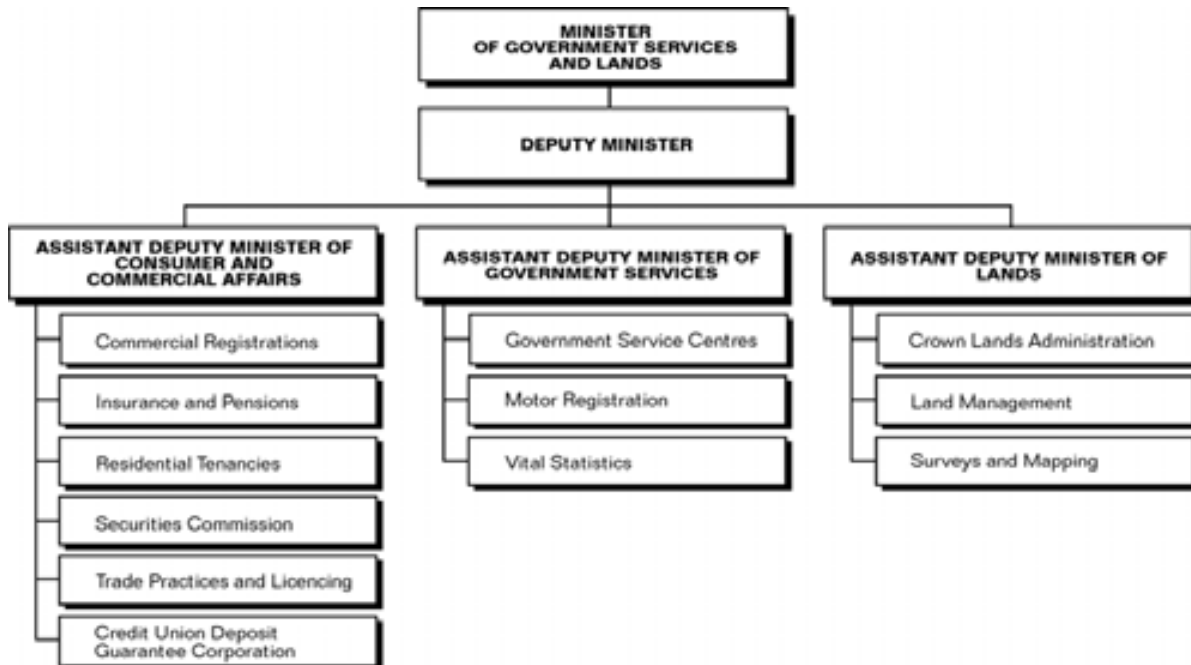 MINISTER
OF GOVERNMENT SERVICES
AND LANDS
DEPUTY MINISTER
ASSISTANT DEPUTY MINISTER OF
CONSUMER AND
COMMERCIAL AFFAIRS
Commercial Registrations
Insurance and Pensions
Residential Tenancies
Securities Commission
Trade Practices and Licencing
Credit Union Deposit
Guarantee Corporation
ASSISTANT DEPUTY MINISTER OF
GOVERNMENT SERVICES
Government Service Centres
Motor Registration
Vital Statistics
ASSISTANT DEPUTY MINISTER OF
LANDS
Crown Lands Administration
Land Management
Surveys and Mapping